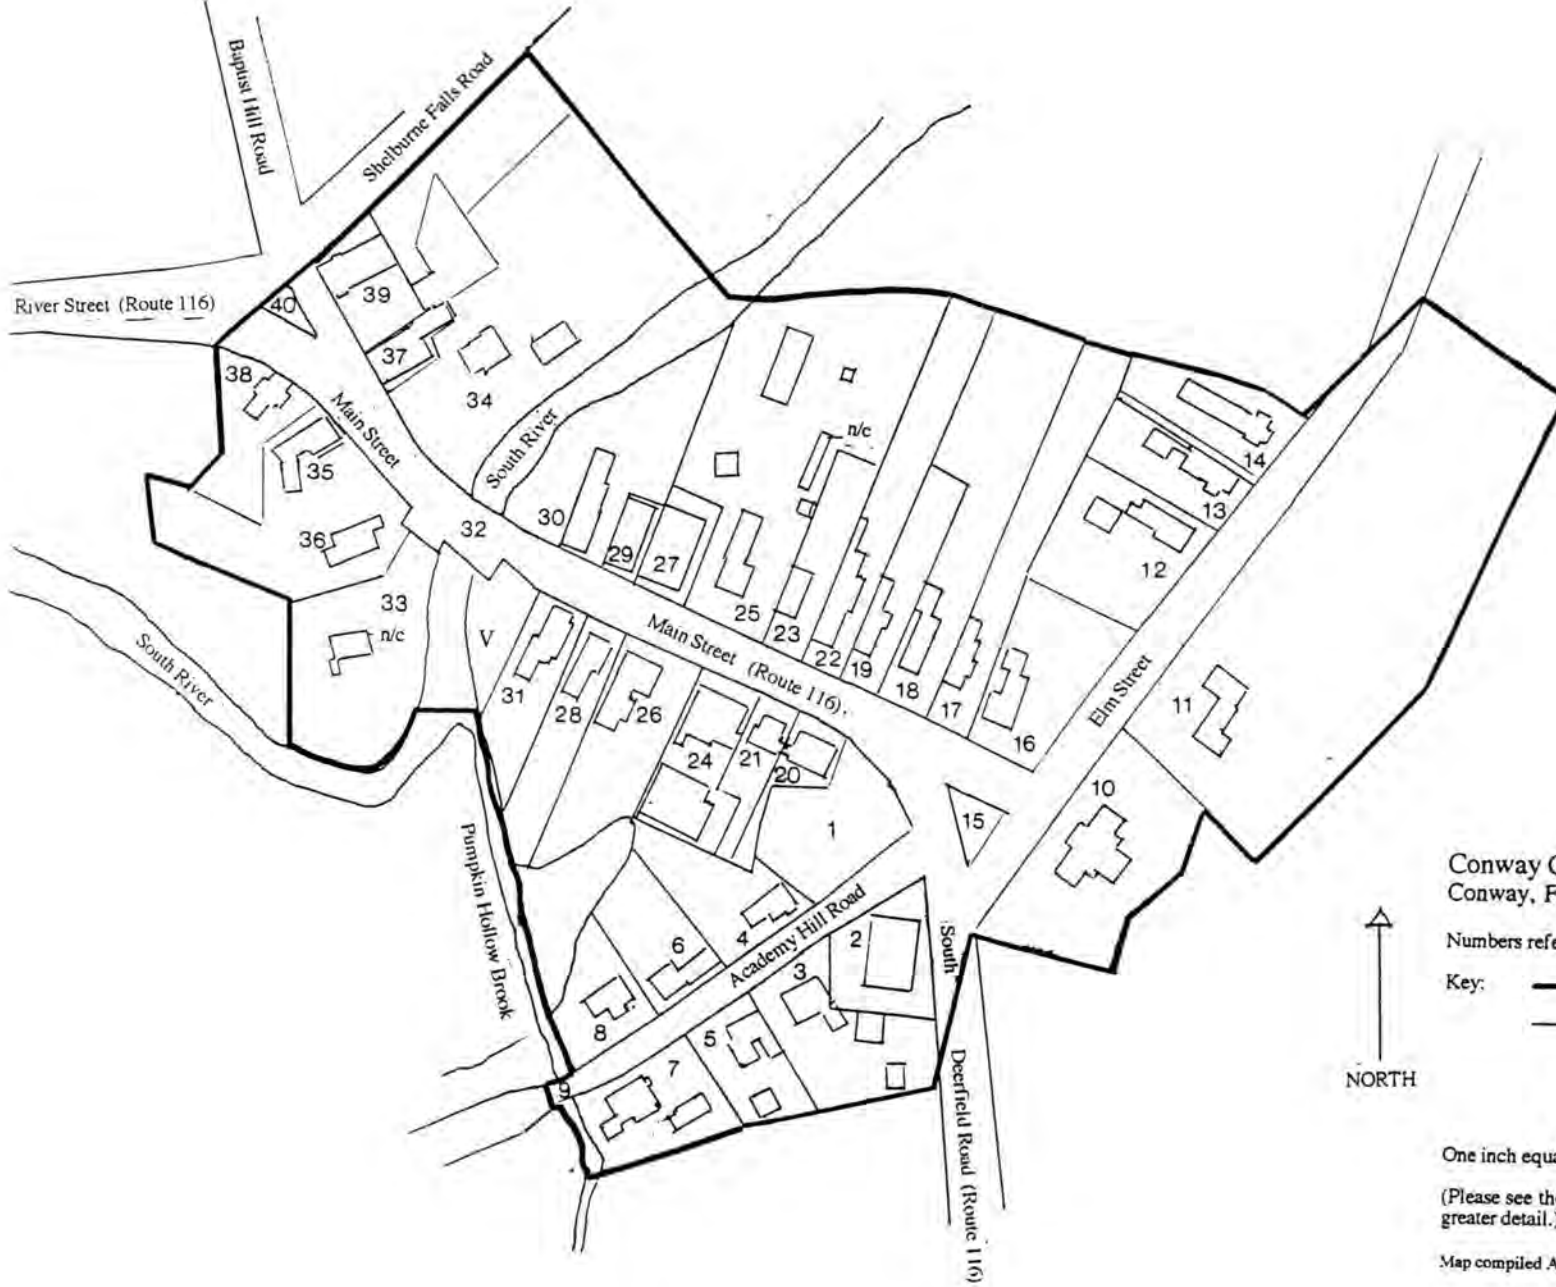 Baptist Hill Road
Shelburne Falls Road
River Street (Route 116)
40
39
37
38
Main Street
34
35
South River
n/c
36
32
30
29
27
25
23
22
19
18
17
16
14
13
12
33
n/c
V
31
28
26
Main Street (Route 116)
24
21
20
Elm Street
11
10
15
1
South River
Pumpkin Hollow Brook
Academy Hill Road
4
6
8
2
3
5
7
9
South
Deerfield Road (Route 116)
NORTH
Conway
Conway,
Numbers
Key:
One inch
(Please see
greater detail.)
Map compiled